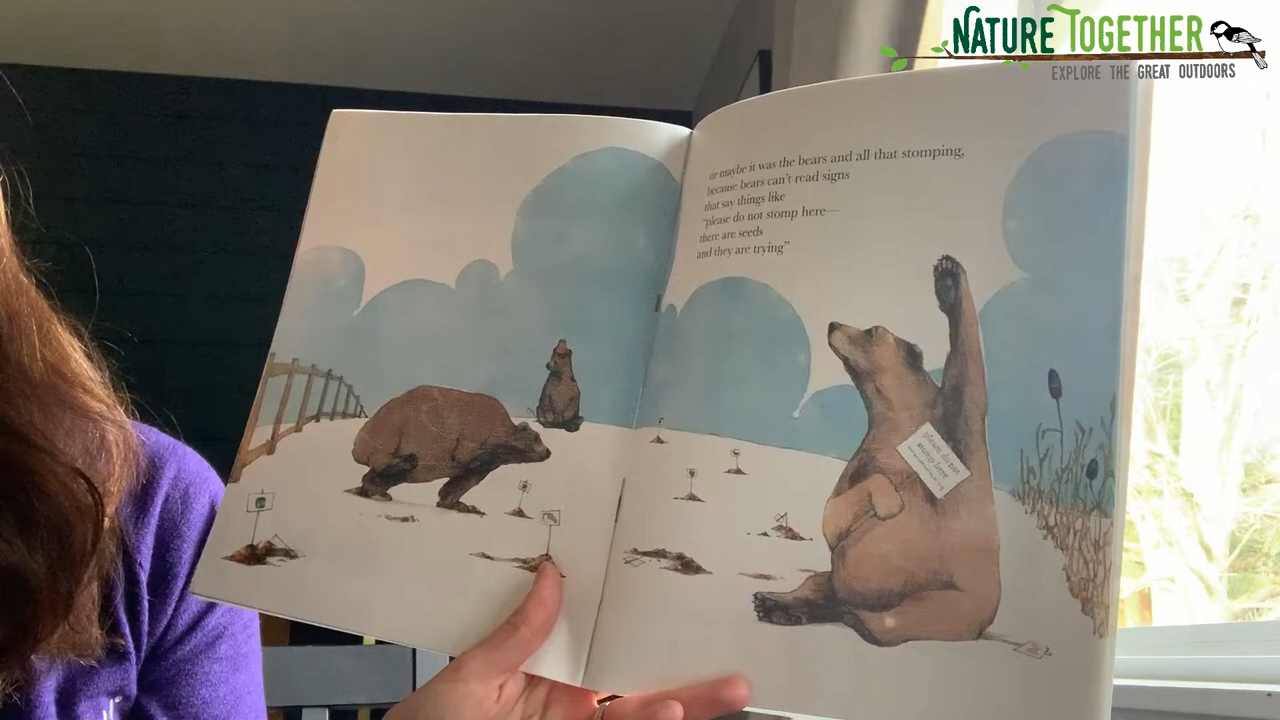 NATURE TOGETHER
EXPLORE THE GREAT OUTDOORS
or maybe it was the bears and all that stomping,
because bears can't read signs
that say things like
"please do not stomp here—
there are seeds
and they are trying"
please do not
stomp here